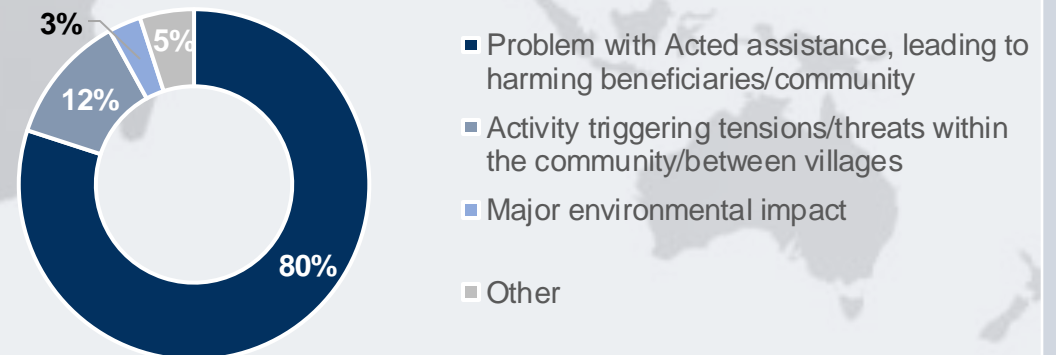 3%
5%
12%
80%
Problem with Acted assistance, leading to
harming beneficiaries/community
Activity triggering tensions/threats within
the community/between villages
Major environmental impact
Other